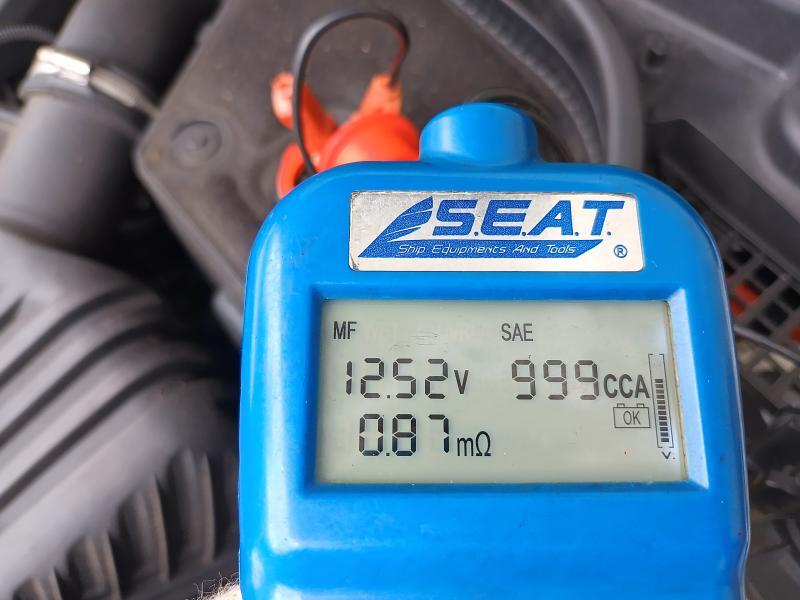 S.E.A.T.
Ship Equipments And Tools ®
MF SAE
12.52V 999CCA
OK
0.87mΩ
V